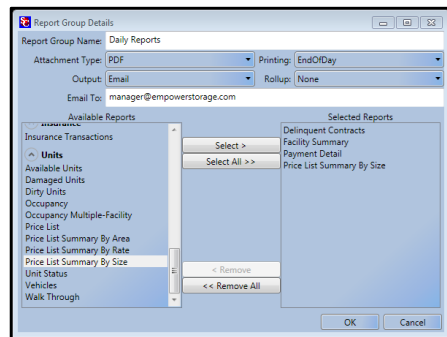 Report Group Details
Report Group Name: Daily Reports
Attachment Type: PDF Printing: EndOfDay
Output: Email Rollup: None
Email To: manager@empowerstorage.com
Available Reports
Insurance
Insurance Transactions
Units
Available Units
Damaged Units
Dirty Units
Occupancy
Occupancy Multiple-Facility
Price List
Price List Summary By Area
Price List Summary By Rate
Price List Summary By Size
Unit Status
Vehicles
Walk Through
Select >
Select All >>
< Remove
<< Remove All
Selected Reports
Delinquent Contracts
Facility Summary
Payment Detail
Price List Summary By Size
OK Cancel